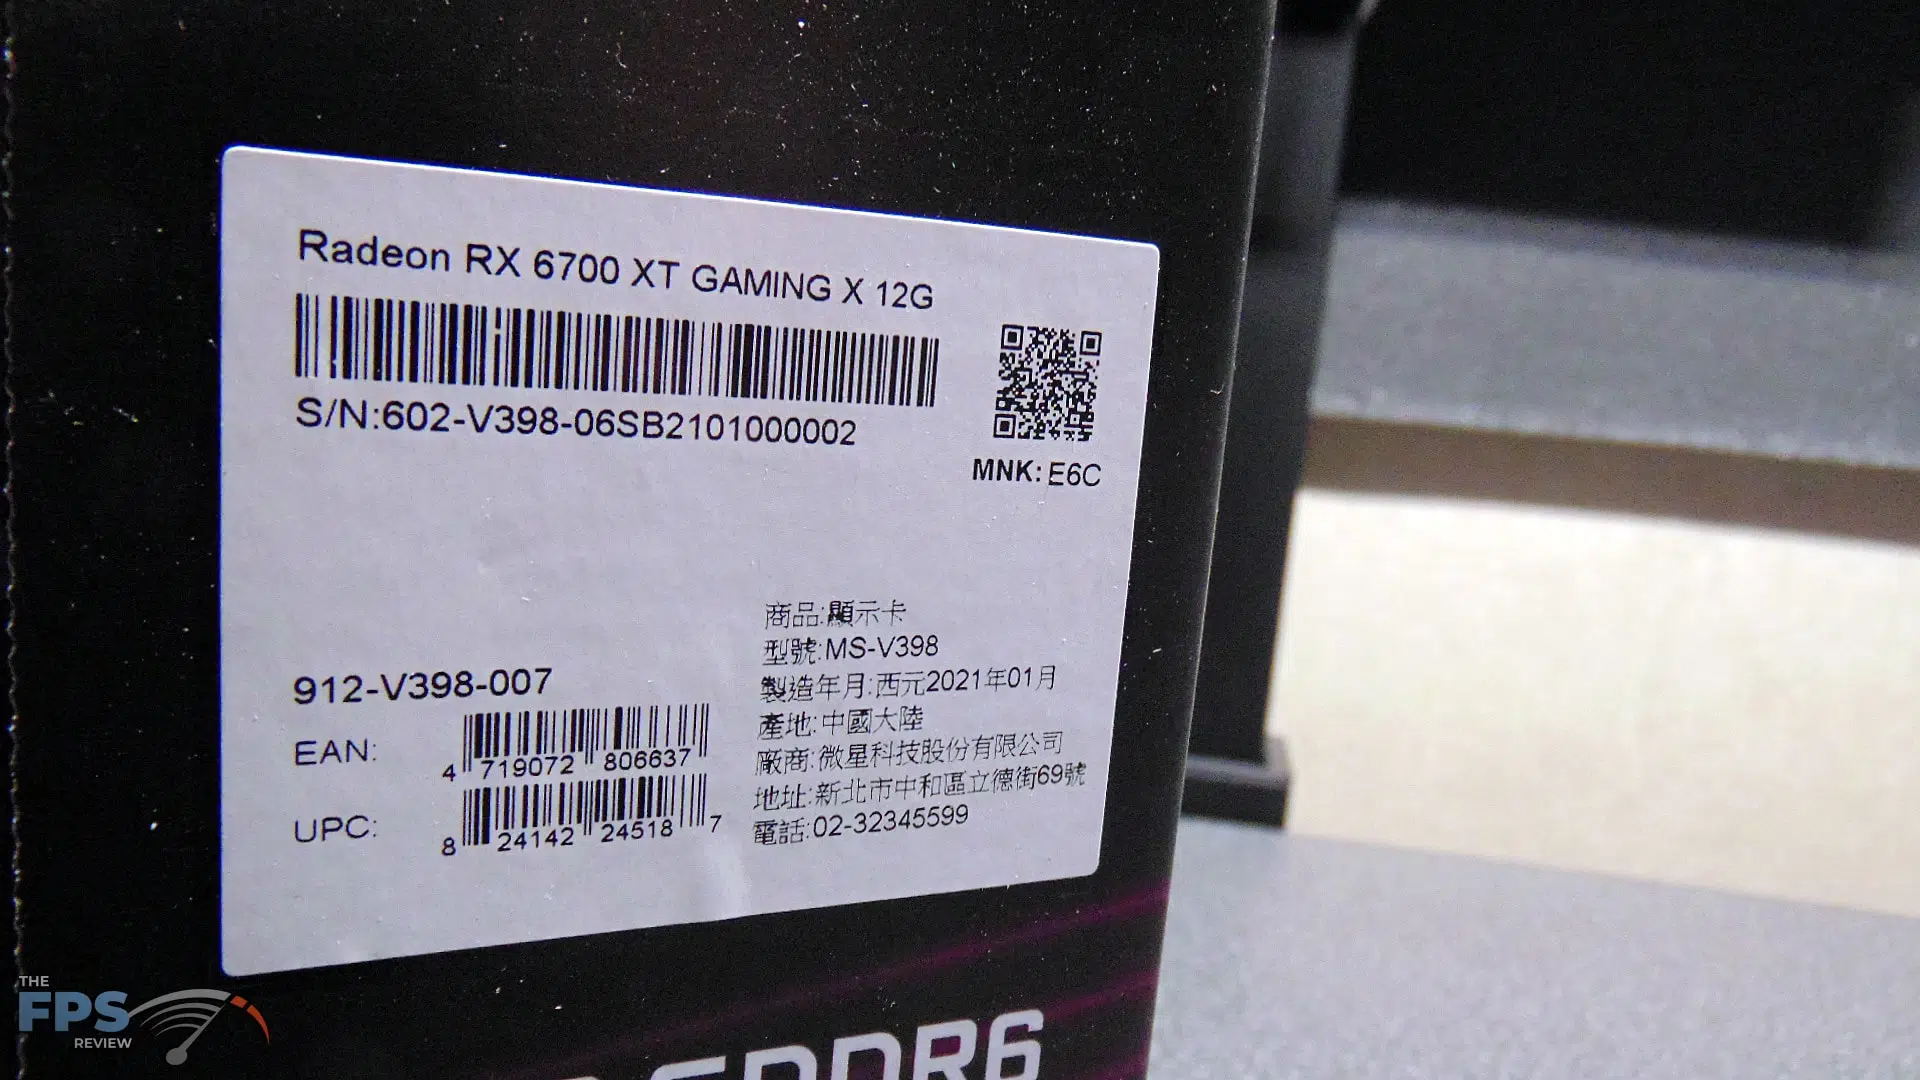 Radeon RX 6700 XT GAMING X 12G
S/N:602-V398-06SB2101000002
MNK: E6C
912-V398-007
EAN:
4 719072 806637
UPC:
8 24142 24518 7
商品:顯示卡
型號:MS-V398
製造年月:西元2021年01月
產地:中國大陸
廠商:微星科技股份有限公司
地址:新北市中和區立德街69號
電話:02-32345599
GDDR6
THE
FPS
REVIEW